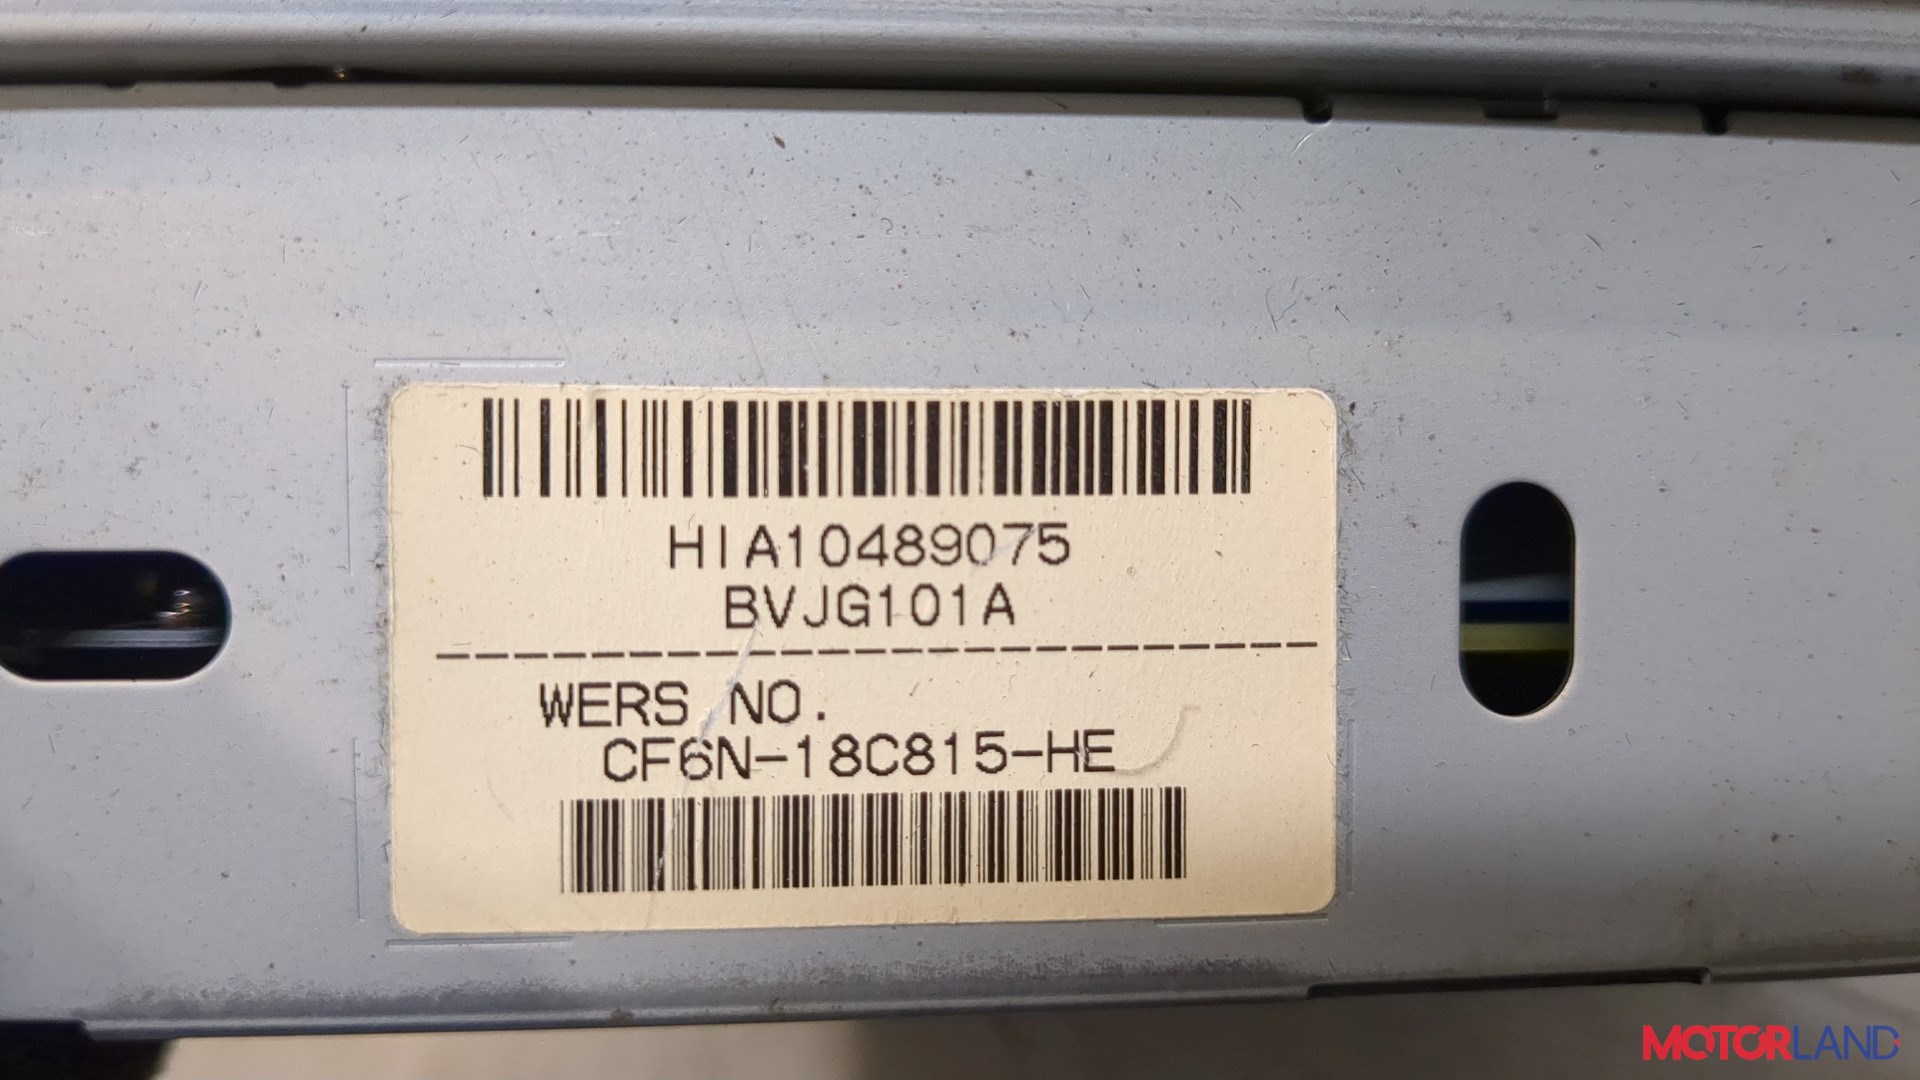 HIA10489075
BVJG101A
WERS NO.
CF6N-18C815-HE
MOTORLAND